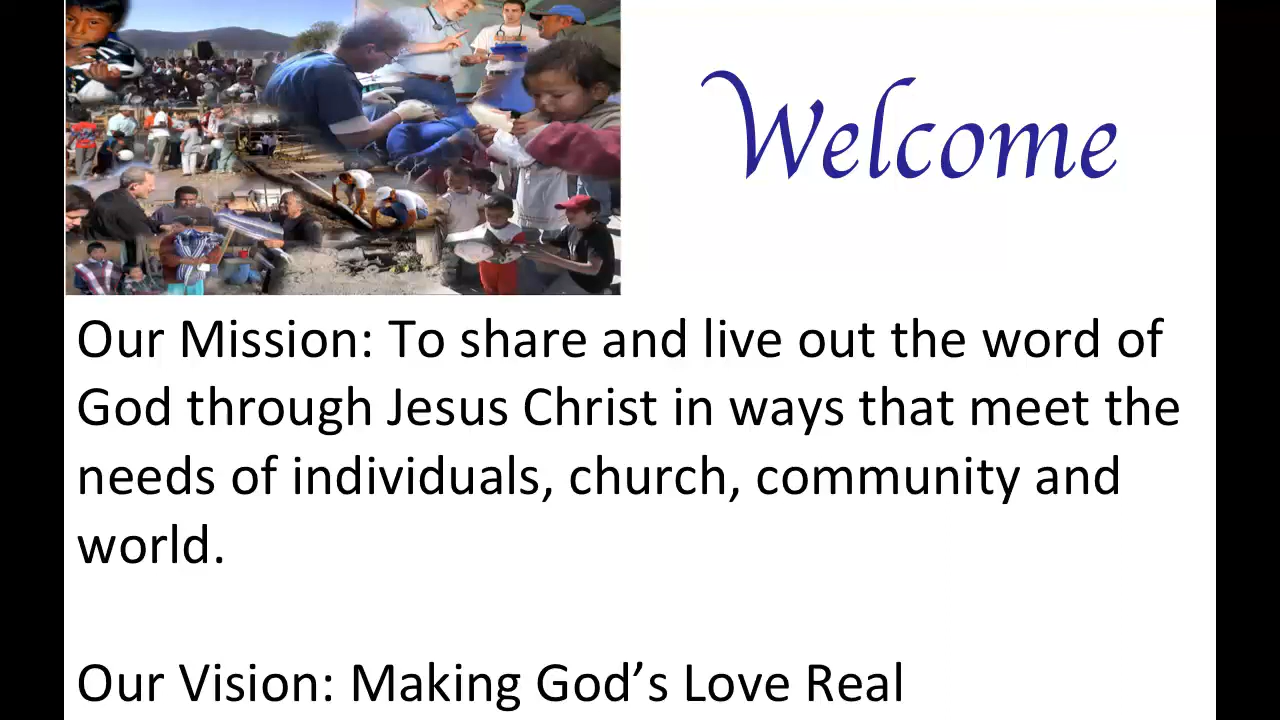 Welcome
Our Mission: To share and live out the word of
God through Jesus Christ in ways that meet the
needs of individuals, church, community and
world.
Our Vision: Making God’s Love Real